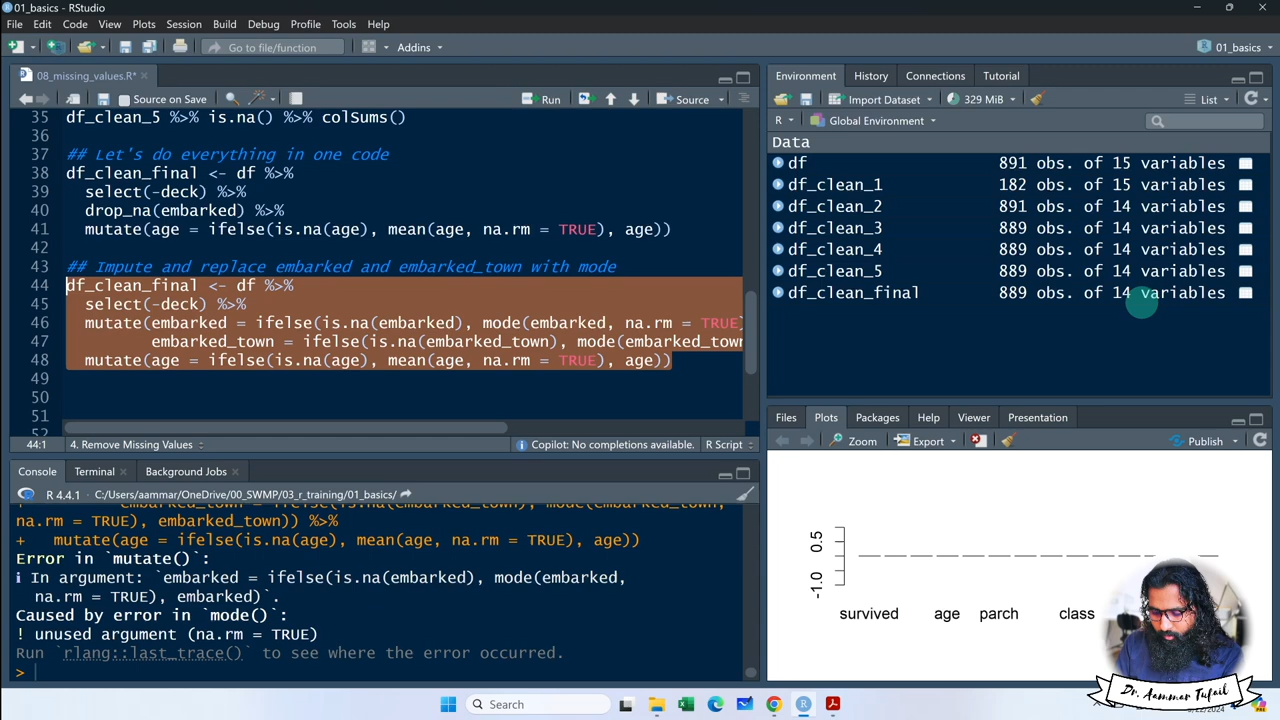 01_basics - RStudio
File Edit Code View Plots Session Build Debug Profile Tools Help
Go to file/function Addins 01_basics
08_missing_values.R*
Source on Save Run Source
35 df_clean_5 %>% is.na() %>% colSums()
36
37 ## Let's do everything in one code
38 df_clean_final <- df %>%
39 select(-deck) %>%
40 drop_na(embarked) %>%
41 mutate(age = ifelse(is.na(age), mean(age, na.rm = TRUE), age))
42
43 ## Impute and replace embarked and embarked_town with mode
44 df_clean_final <- df %>%
45 select(-deck) %>%
46 mutate(embarked = ifelse(is.na(embarked), mode(embarked, na.rm = TRUE)
47 embarked_town = ifelse(is.na(embarked_town), mode(embarked_town
48 mutate(age = ifelse(is.na(age), mean(age, na.rm = TRUE), age))
49
50
51
52
44:1 4. Remove Missing Values Copilot: No completions available. R Script
Console Terminal Background Jobs
R 4.4.1 · C:/Users/aammar/OneDrive/00_SWMP/03_r_training/01_basics/
+ embarked_town = ifelse(is.na(embarked_town), mode(embarked_town,
na.rm = TRUE), embarked_town)) %>%
+ mutate(age = ifelse(is.na(age), mean(age, na.rm = TRUE), age))
Error in `mutate()`:
ℹ In argument: `embarked = ifelse(is.na(embarked), mode(embarked,
na.rm = TRUE), embarked)`.
Caused by error in `mode()`:
! unused argument (na.rm = TRUE)
Run `rlang::last_trace()` to see where the error occurred.
>
Environment History Connections Tutorial
Import Dataset 329 MiB List
R Global Environment
Data
df 891 obs. of 15 variables
df_clean_1 182 obs. of 15 variables
df_clean_2 891 obs. of 14 variables
df_clean_3 889 obs. of 14 variables
df_clean_4 889 obs. of 14 variables
df_clean_5 889 obs. of 14 variables
df_clean_final 889 obs. of 14 variables
Files Plots Packages Help Viewer Presentation
Zoom Export Publish
0.5
-1.0
survived age parch class
Dr. Aammar Tufail
Search